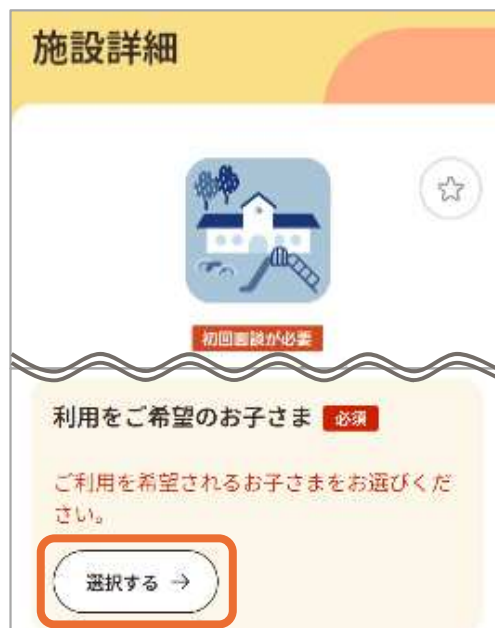 施設詳細
初回面談が必要
利用をご希望のお子さま 必須
ご利用を希望されるお子さまをお選びくだ
さい。
選択する →